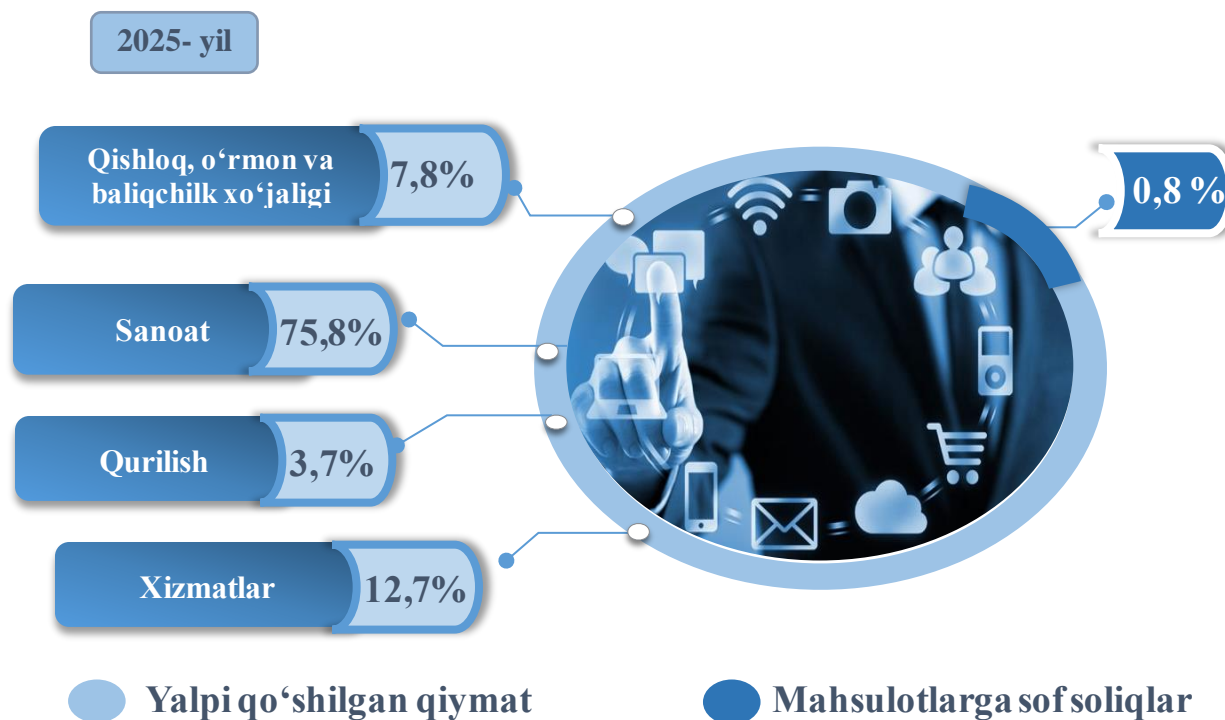 2025- yil
Qishloq, o‘rmon va
baliqchilk xo‘jaligi
7,8%
0,8 %
Sanoat
75,8%
Qurilish
3,7%
Xizmatlar
12,7%
Yalpi qo‘shilgan qiymat
Mahsulotlarga sof soliqlar